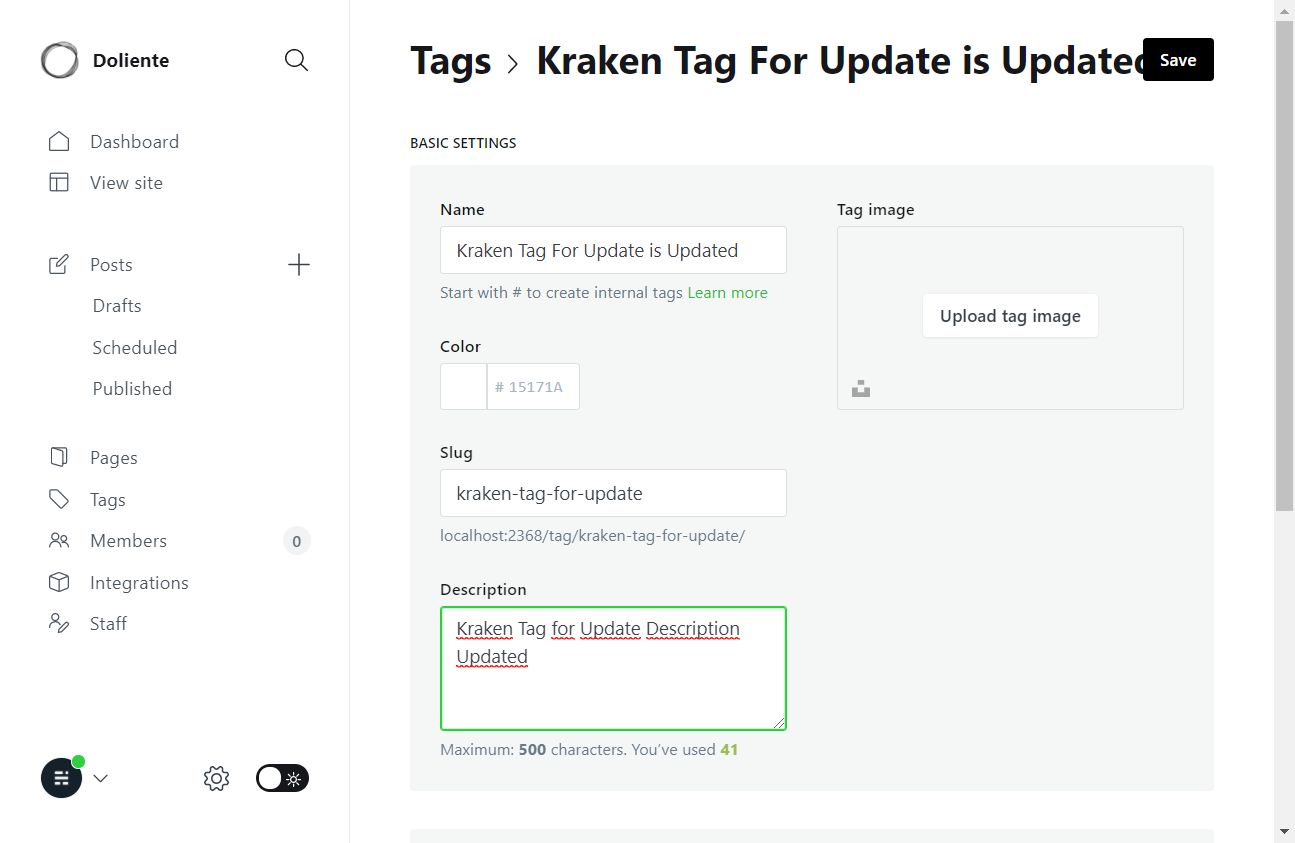 Doliente
Dashboard
View site
Posts
Drafts
Scheduled
Published
Pages
Tags
Members
0
Integrations
Staff
Tags > Kraken Tag For Update is Updated
Save
BASIC SETTINGS
Name
Kraken Tag For Update is Updated
Start with # to create internal tags Learn more
Color
# 15171A
Slug
kraken-tag-for-update
localhost:2368/tag/kraken-tag-for-update/
Description
Kraken Tag for Update Description
Updated
Maximum: 500 characters. You’ve used 41
Tag image
Upload tag image